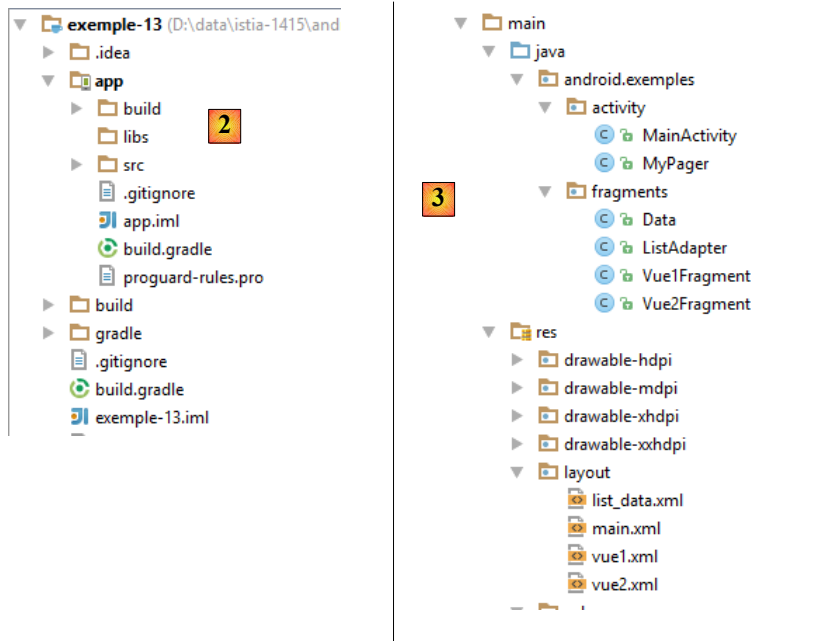 exemple-13 (D:\data\istia-1415\and
.idea
app
build
libs
src
.gitignore
app.iml
build.gradle
proguard-rules.pro
build
gradle
.gitignore
build.gradle
exemple-13.iml
2
main
java
android.exemples
activity
MainActivity
MyPager
fragments
Data
ListAdapter
Vue1Fragment
Vue2Fragment
res
drawable-hdpi
drawable-mdpi
drawable-xhdpi
drawable-xxhdpi
layout
list_data.xml
main.xml
vue1.xml
vue2.xml
3